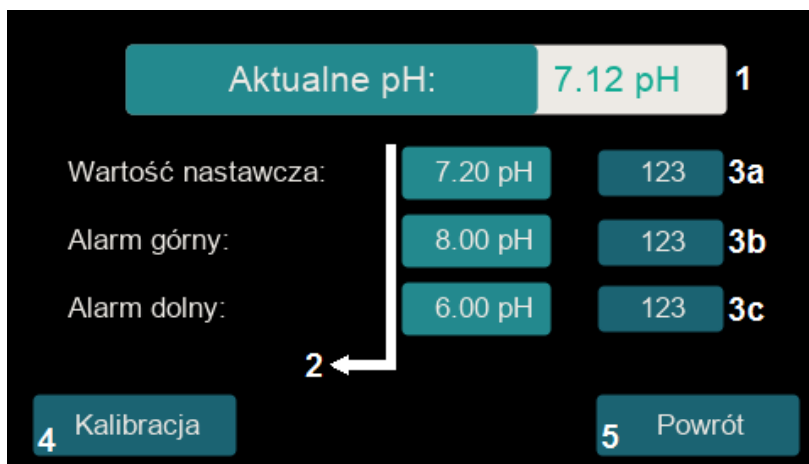 Aktualne pH: 7.12 pH 1
Wartość nastawcza: 7.20 pH 123 3a
Alarm górny: 8.00 pH 123 3b
Alarm dolny: 6.00 pH 123 3c
2
4 Kalibracja 5 Powrót